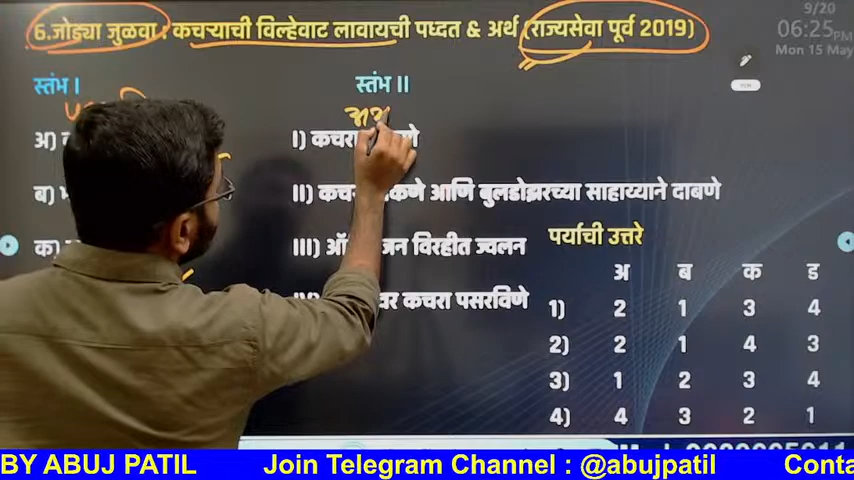 9/20
6.जोड्या जुळवा : कचऱ्याची विल्हेवाट लावायची पध्दत & अर्थ (राज्यसेवा पूर्व 2019)
06:25PM
Mon 15 May
स्तंभ I
स्तंभ II
अ)
I)
ब)
II) आणि बुलडोझरच्या साहाय्याने दाबणे
क)
III) विरहीत ज्वलन
कचरा पसरविणे
पर्याची उत्तरे
अ ब क ड
1) 2 1 3 4
2) 2 1 4 3
3) 1 2 3 4
4) 4 3 2 1
BY ABUJ PATIL Join Telegram Channel : @abujpatil